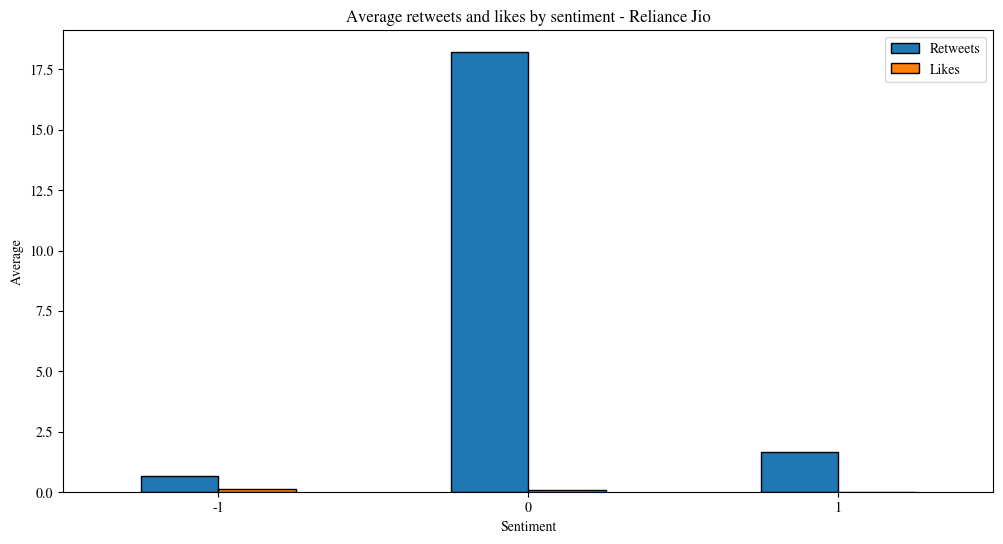 Average retweets and likes by sentiment - Reliance Jio
Retweets
Likes
17.5
15.0
12.5
10.0
7.5
5.0
2.5
0.0
Average
-1
0
1
Sentiment